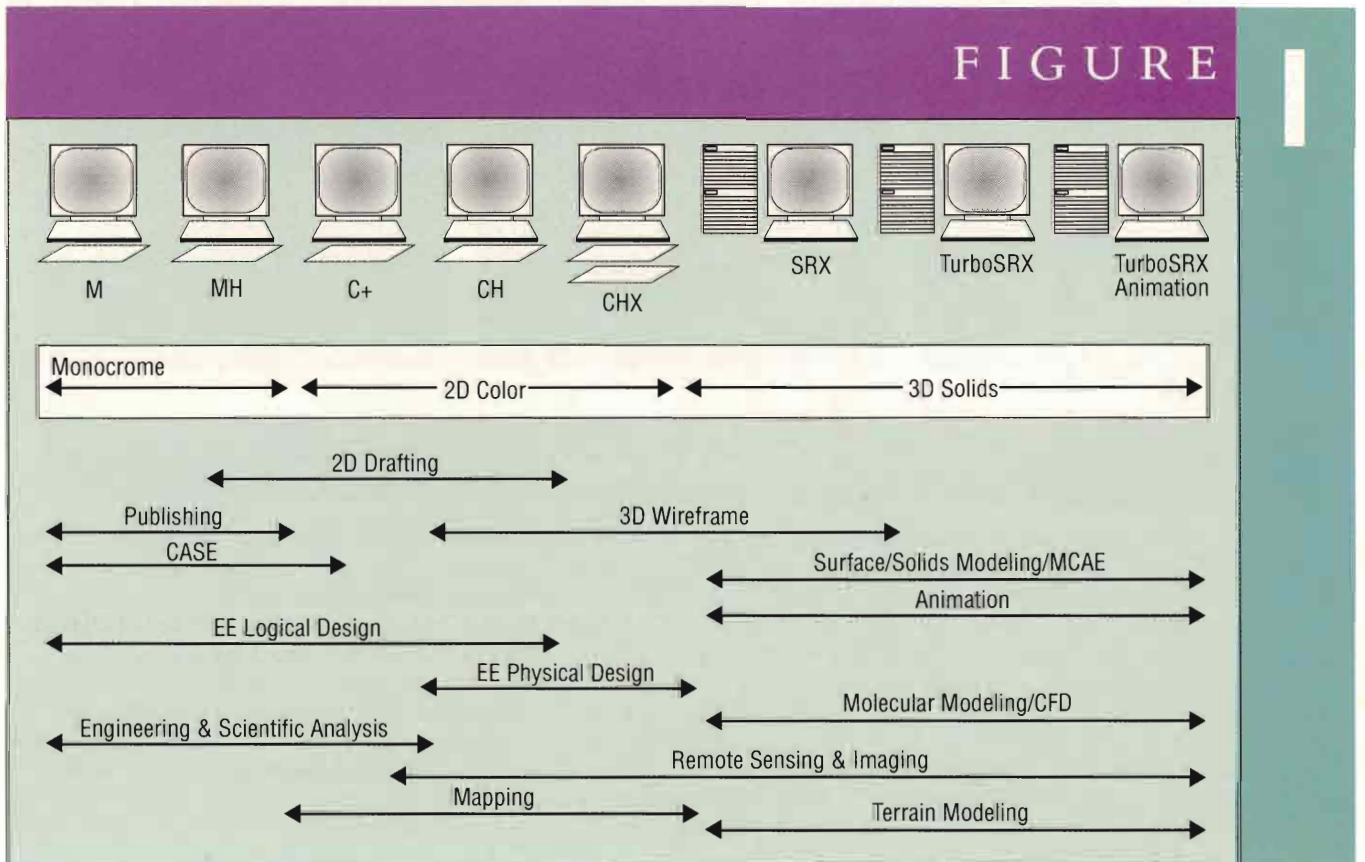 FIGURE 1
M
MH
C+
CH
CHX
SRX
TurboSRX
TurboSRX
Animation
Monocrome
2D Color
3D Solids
2D Drafting
Publishing
3D Wireframe
CASE
Surface/Solids Modeling/MCAE
Animation
EE Logical Design
EE Physical Design
Molecular Modeling/CFD
Engineering & Scientific Analysis
Remote Sensing & Imaging
Mapping
Terrain Modeling